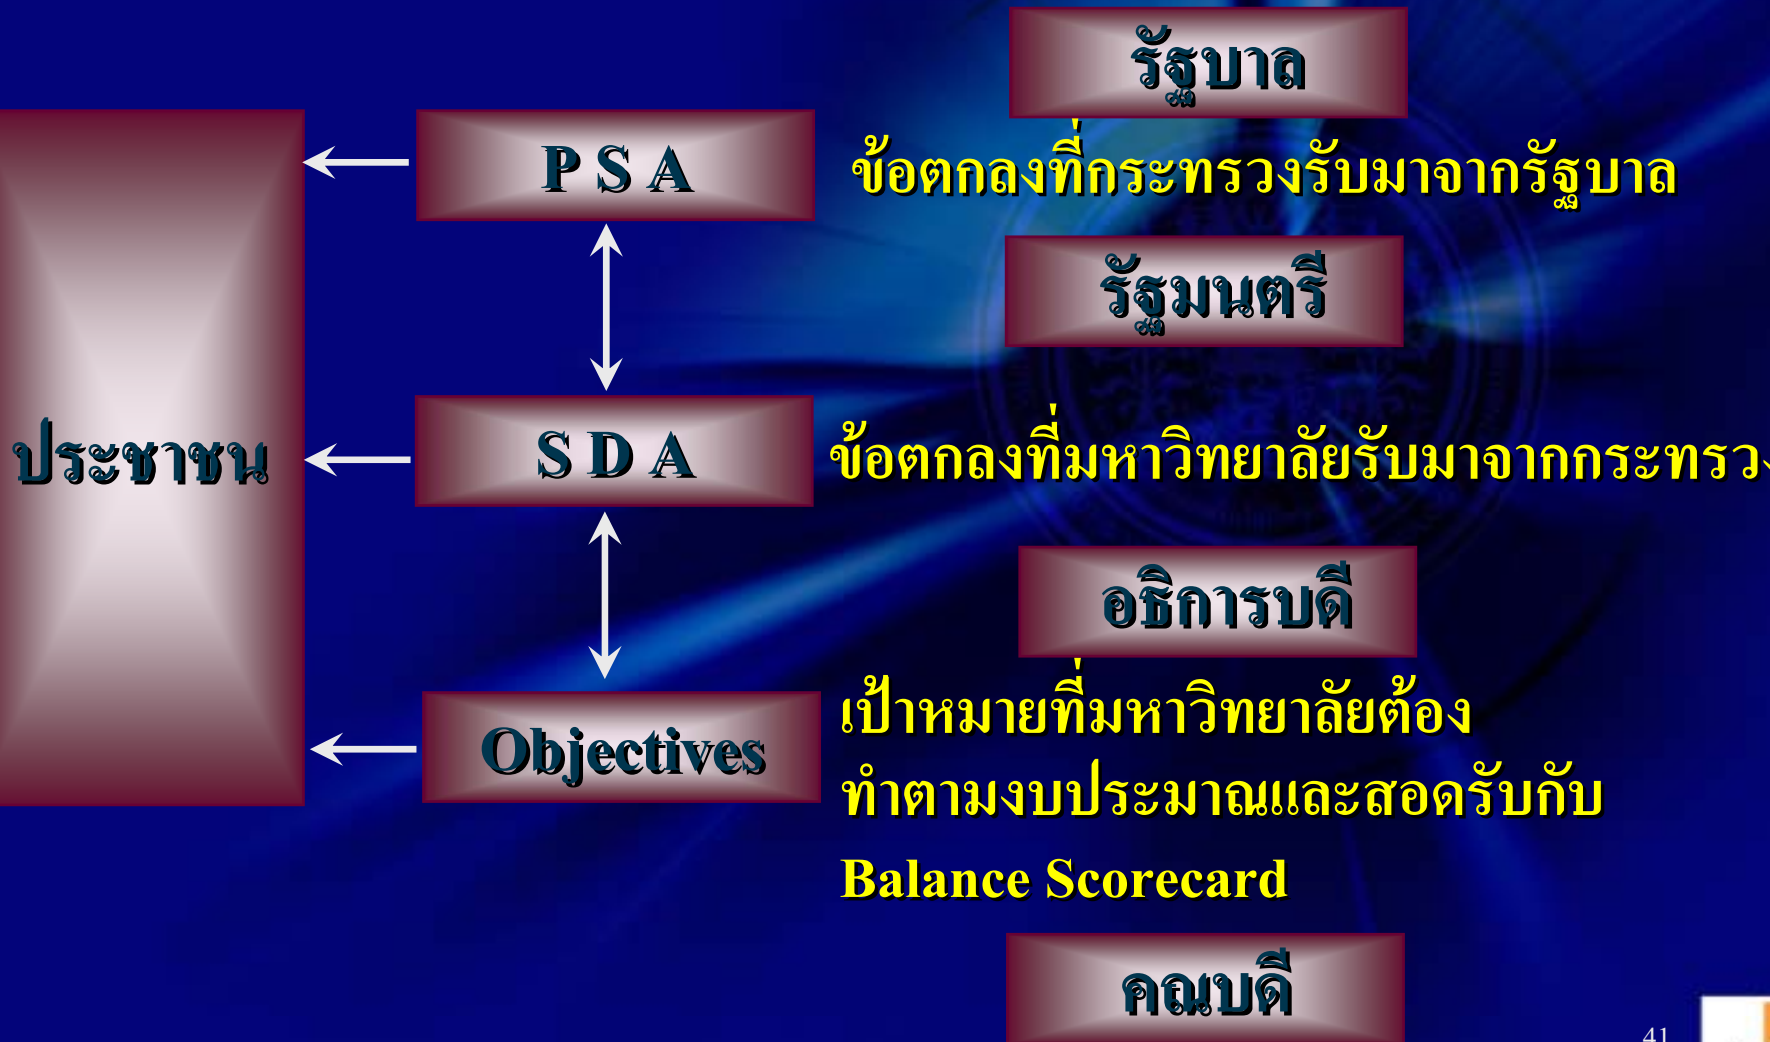 รัฐบาล
P S A
ข้อตกลงที่กระทรวงรับมาจากรัฐบาล
รัฐมนตรี
ประชาชน
S D A
ข้อตกลงที่มหาวิทยาลัยรับมาจากกระทรวง
อธิการบดี
Objectives
เป้าหมายที่มหาวิทยาลัยต้อง
ทำตามงบประมาณและสอดรับกับ
Balance Scorecard
คณบดี
41